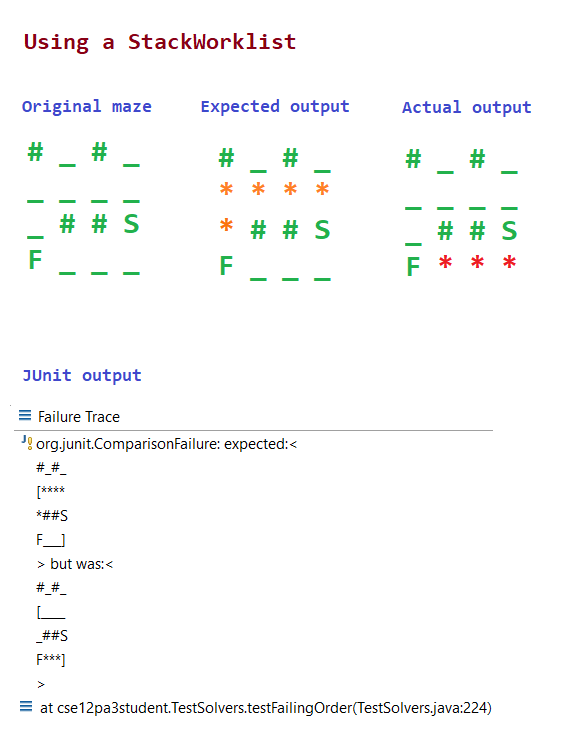 Using a StackWorklist
Original maze
Expected output
Actual output
# _ # _
_ _ _ _
_ # # S
F _ _ _
# _ # _
* * * *
* # # S
F _ _ _
# _ # _
_ _ _ _
_ # # S
F * * *
JUnit output
Failure Trace
org.junit.ComparisonFailure: expected:<
#_#_
[****
*##S
F___]
> but was:<
#_#_
[____
_##S
F***]
>
at cse12pa3student.TestSolvers.testFailingOrder(TestSolvers.java:224)